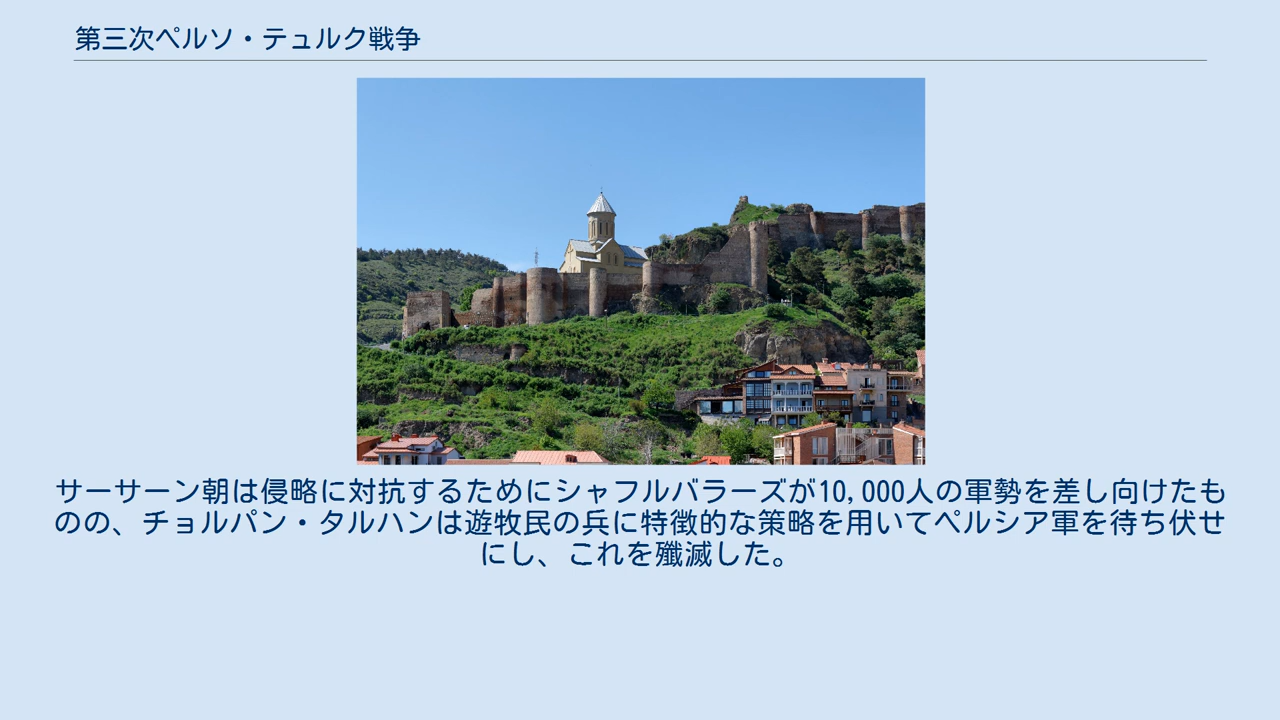 第三次ペルソ・テュルク戦争
サーサーン朝は侵略に対抗するためにシャフルバラーズが10,000人の軍勢を差し向けたも
のの、チョルパン・タルハンは遊牧民の兵に特徴的な策略を用いてペルシア軍を待ち伏せ
にし、これを殲滅した。